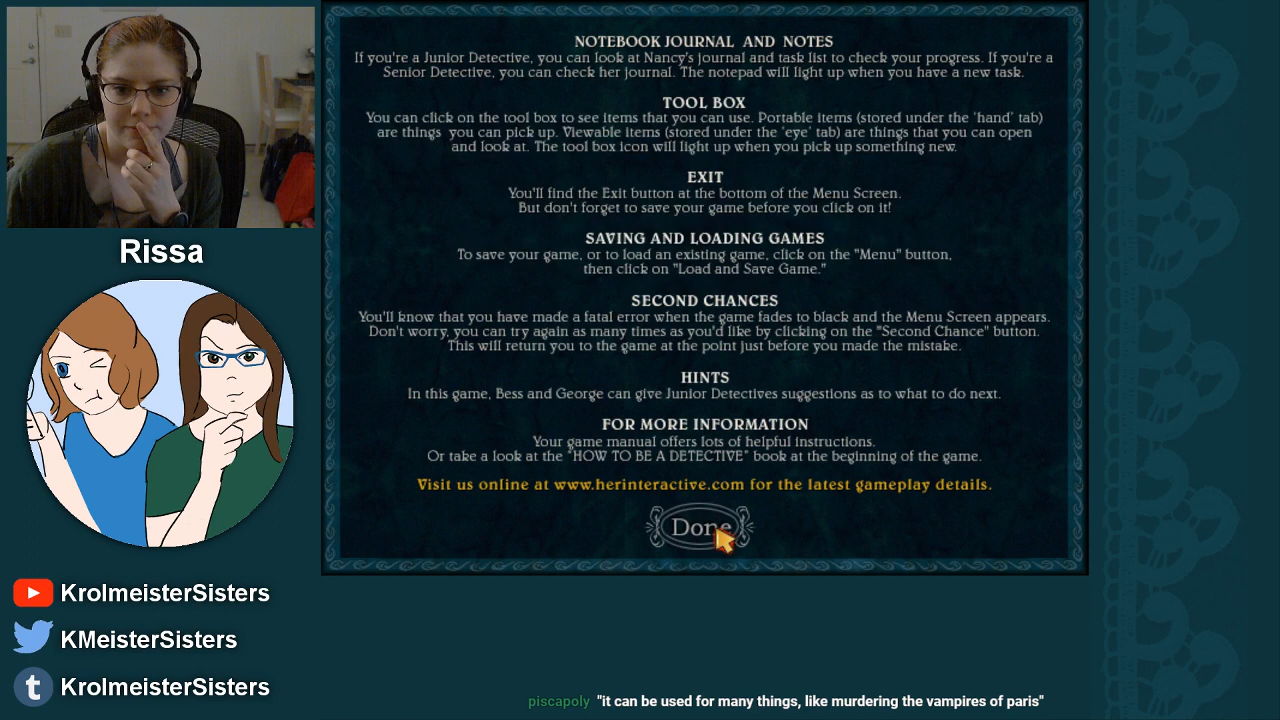 NOTEBOOK JOURNAL AND NOTES
If you're a Junior Detective, you can look at Nancy's journal and task list to check your progress. If you're a
Senior Detective, you can check her journal. The notepad will light up when you have a new task.
TOOL BOX
You can click on the tool box to see items that you can use. Portable items (stored under the 'hand' tab)
are things you can pick up. Viewable items (stored under the 'eye' tab) are things that you can open
and look at. The tool box icon will light up when you pick up something new.
EXIT
You'll find the Exit button at the bottom of the Menu Screen.
But don't forget to save your game before you click on it!
SAVING AND LOADING GAMES
To save your game, or to load an existing game, click on the "Menu" button,
then click on "Load and Save Game."
SECOND CHANCES
You'll know that you have made a fatal error when the game fades to black and the Menu Screen appears.
Don't worry, you can try again as many times as you'd like by clicking on the "Second Chance" button.
This will return you to the game at the point just before you made the mistake.
HINTS
In this game, Bess and George can give Junior Detectives suggestions as to what to do next.
FOR MORE INFORMATION
Your game manual offers lots of helpful instructions.
Or take a look at the "HOW TO BE A DETECTIVE" book at the beginning of the game.
Visit us online at www.herinteractive.com for the latest gameplay details.
Done
Rissa
KrolmeisterSisters
KMeisterSisters
t KrolmeisterSisters
piscapoly "it can be used for many things, like murdering the vampires of paris"